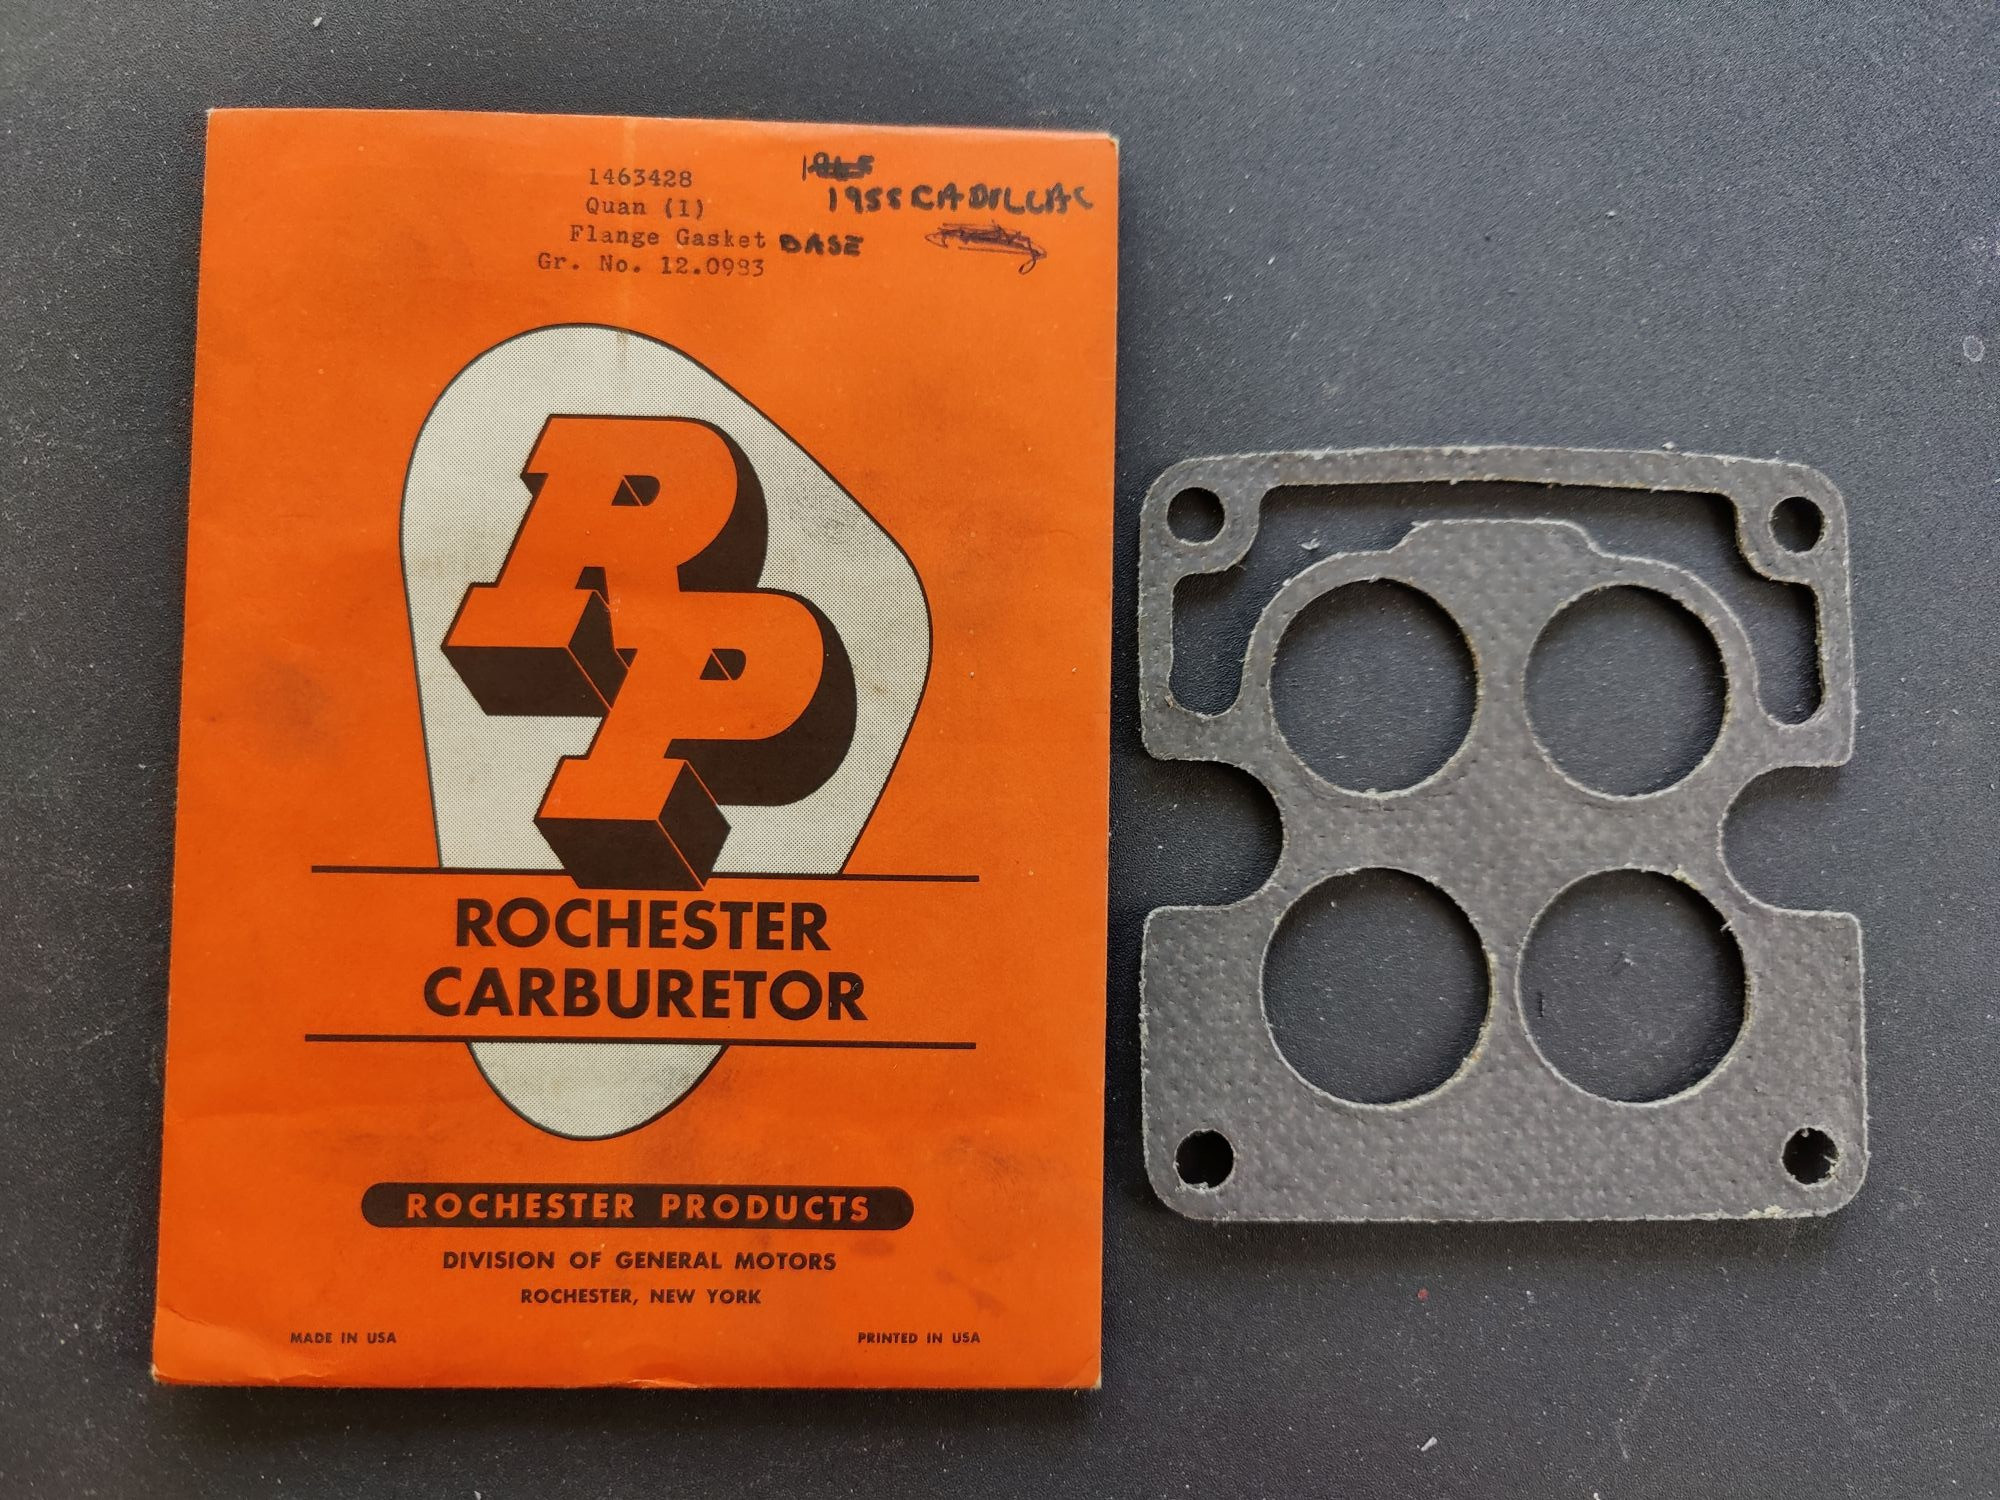 1463428
Quan (1)
Flange Gasket BASE
Gr. No. 12.0983
1955 CADILLAC
RP
ROCHESTER
CARBURETOR
ROCHESTER PRODUCTS
DIVISION OF GENERAL MOTORS
ROCHESTER, NEW YORK
MADE IN USA
PRINTED IN USA